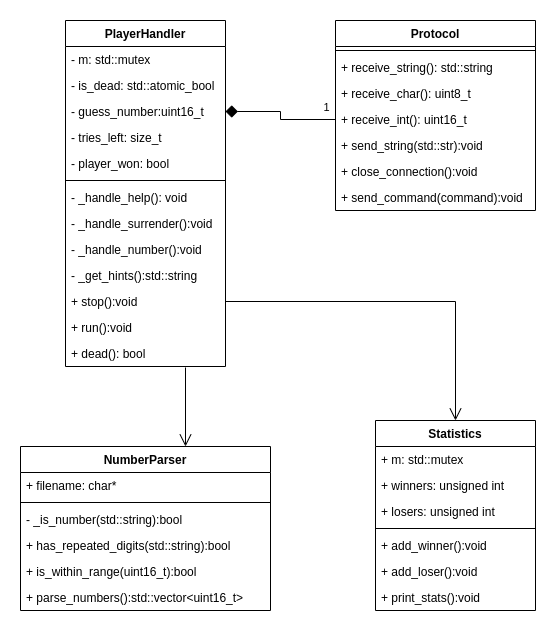 PlayerHandler
- m: std::mutex
- is_dead: std::atomic_bool
- guess_number:uint16_t
- tries_left: size_t
- player_won: bool
- _handle_help(): void
- _handle_surrender():void
- _handle_number():void
- _get_hints():std::string
+ stop():void
+ run():void
+ dead(): bool
1
Protocol
+ receive_string(): std::string
+ receive_char(): uint8_t
+ receive_int(): uint16_t
+ send_string(std::str):void
+ close_connection():void
+ send_command(command):void
NumberParser
+ filename: char*
- _is_number(std::string):bool
+ has_repeated_digits(std::string):bool
+ is_within_range(uint16_t):bool
+ parse_numbers():std::vector<uint16_t>
Statistics
+ m: std::mutex
+ winners: unsigned int
+ losers: unsigned int
+ add_winner():void
+ add_loser():void
+ print_stats():void